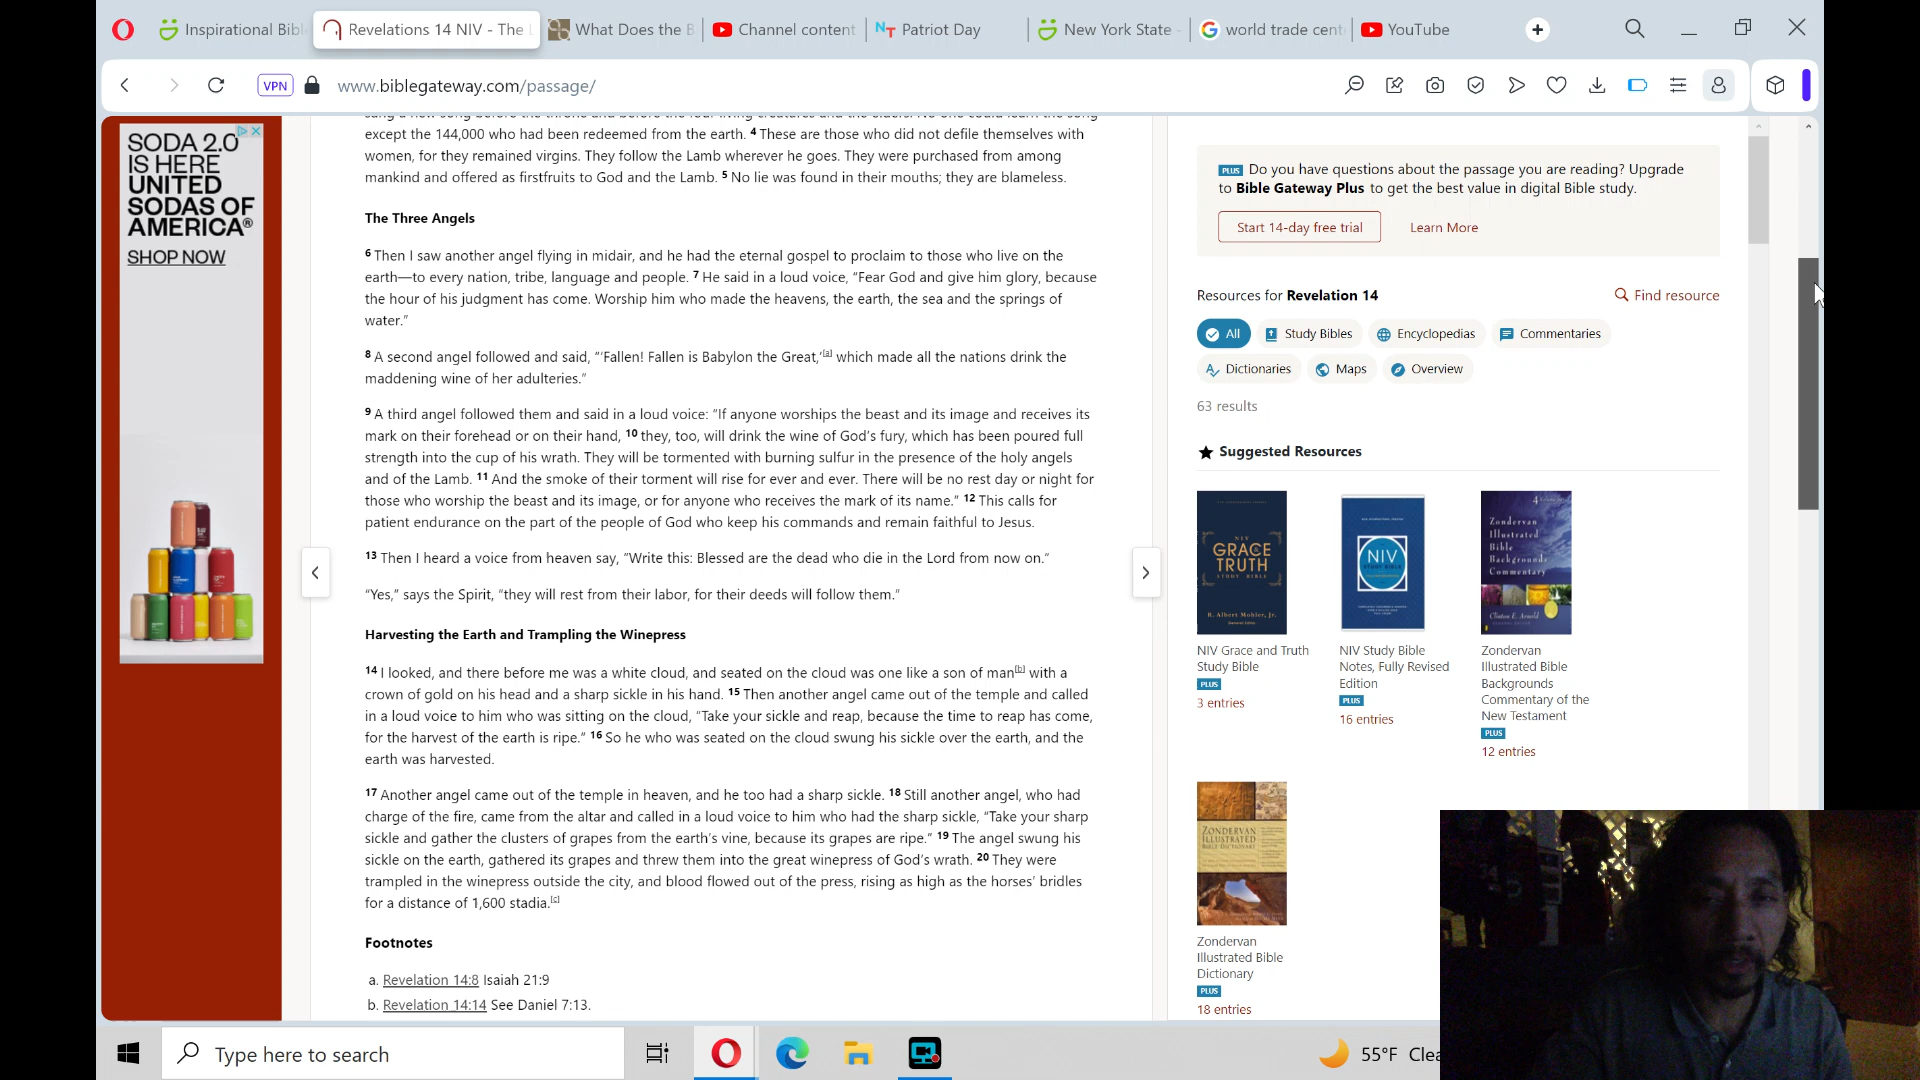 Inspirational Bibl
Revelations 14 NIV - The
What Does the B
Channel content
Patriot Day
New York State -
world trade cent
YouTube
VPN
www.biblegateway.com/passage/
SODA 2.0
IS HERE
UNITED
SODAS OF
AMERICA®
SHOP NOW
except the 144,000 who had been redeemed from the earth. 4 These are those who did not defile themselves with
women, for they remained virgins. They follow the Lamb wherever he goes. They were purchased from among
mankind and offered as firstfruits to God and the Lamb. 5 No lie was found in their mouths; they are blameless.
The Three Angels
6 Then I saw another angel flying in midair, and he had the eternal gospel to proclaim to those who live on the
earth—to every nation, tribe, language and people. 7 He said in a loud voice, “Fear God and give him glory, because
the hour of his judgment has come. Worship him who made the heavens, the earth, the sea and the springs of
water.”
8 A second angel followed and said, “‘Fallen! Fallen is Babylon the Great,’[a] which made all the nations drink the
maddening wine of her adulteries.”
9 A third angel followed them and said in a loud voice: “If anyone worships the beast and its image and receives its
mark on their forehead or on their hand, 10 they, too, will drink the wine of God’s fury, which has been poured full
strength into the cup of his wrath. They will be tormented with burning sulfur in the presence of the holy angels
and of the Lamb. 11 And the smoke of their torment will rise for ever and ever. There will be no rest day or night for
those who worship the beast and its image, or for anyone who receives the mark of its name.” 12 This calls for
patient endurance on the part of the people of God who keep his commands and remain faithful to Jesus.
13 Then I heard a voice from heaven say, “Write this: Blessed are the dead who die in the Lord from now on.”
“Yes,” says the Spirit, “they will rest from their labor, for their deeds will follow them.”
Harvesting the Earth and Trampling the Winepress
14 I looked, and there before me was a white cloud, and seated on the cloud was one like a son of man[b] with a
crown of gold on his head and a sharp sickle in his hand. 15 Then another angel came out of the temple and called
in a loud voice to him who was sitting on the cloud, “Take your sickle and reap, because the time to reap has come,
for the harvest of the earth is ripe.” 16 So he who was seated on the cloud swung his sickle over the earth, and the
earth was harvested.
17 Another angel came out of the temple in heaven, and he too had a sharp sickle. 18 Still another angel, who had
charge of the fire, came from the altar and called in a loud voice to him who had the sharp sickle, “Take your sharp
sickle and gather the clusters of grapes from the earth’s vine, because its grapes are ripe.” 19 The angel swung his
sickle on the earth, gathered its grapes and threw them into the great winepress of God’s wrath. 20 They were
trampled in the winepress outside the city, and blood flowed out of the press, rising as high as the horses’ bridles
for a distance of 1,600 stadia.[c]
Footnotes
a. Revelation 14:8 Isaiah 21:9
b. Revelation 14:14 See Daniel 7:13.
PLUS Do you have questions about the passage you are reading? Upgrade
to Bible Gateway Plus to get the best value in digital Bible study.
Start 14-day free trial
Learn More
Resources for Revelation 14
Find resource
All
Study Bibles
Encyclopedias
Commentaries
Dictionaries
Maps
Overview
63 results
Suggested Resources
NIV
GRACE
TRUTH
STUDY BIBLE
R. Albert Mohler, Jr.
NIV
Zondervan
Illustrated
Bible
Backgrounds
Commentary
Clinton E. Arnold
NIV Grace and Truth
Study Bible
PLUS
3 entries
NIV Study Bible
Notes, Fully Revised
Edition
PLUS
16 entries
Zondervan
Illustrated Bible
Backgrounds
Commentary of the
New Testament
PLUS
12 entries
ZONDERVAN
ILLUSTRATED
BIBLE DICTIONARY
Zondervan
Illustrated Bible
Dictionary
PLUS
18 entries
Type here to search
55°F Clea